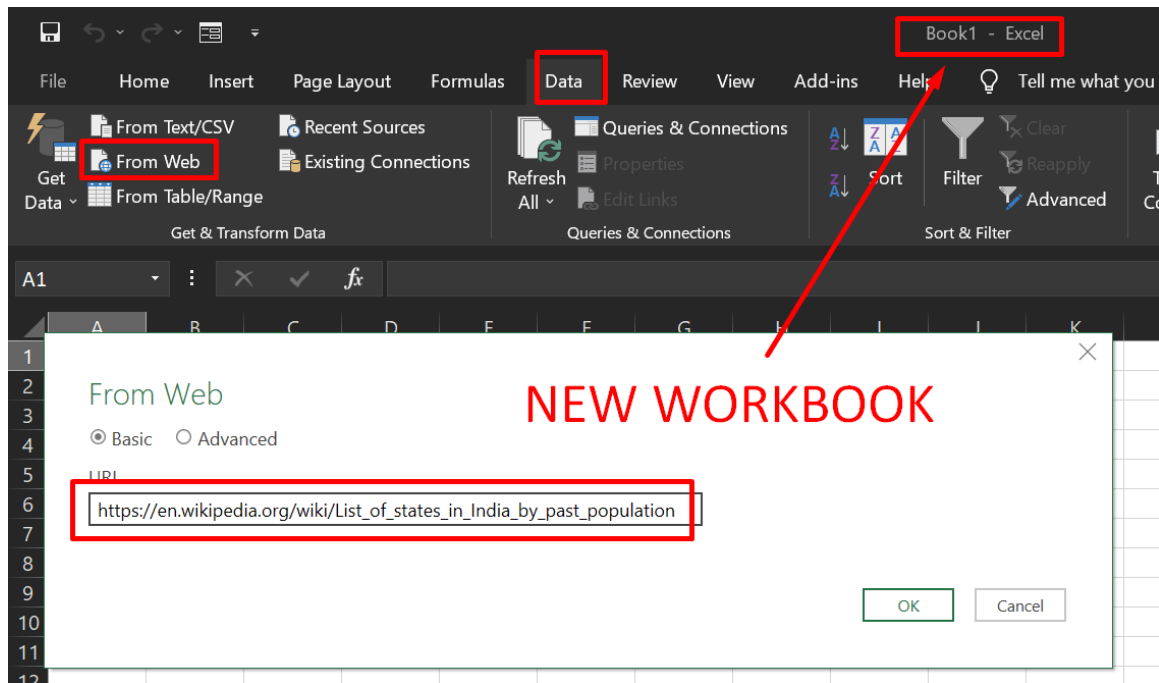 Book1 - Excel
File Home Insert Page Layout Formulas Data Review View Add-ins Help Tell me what you
From Text/CSV Recent Sources Queries & Connections Clear
From Web Existing Connections Properties Reapply
Get Data From Table/Range Refresh All Edit Links Sort Filter Advanced
Get & Transform Data Queries & Connections Sort & Filter
A1 fx
A B C D E F G H I J K
1
From Web
NEW WORKBOOK
2
3
Basic Advanced
4
URL
5
https://en.wikipedia.org/wiki/List_of_states_in_India_by_past_population
6
7
8
9
OK Cancel
10
11
12